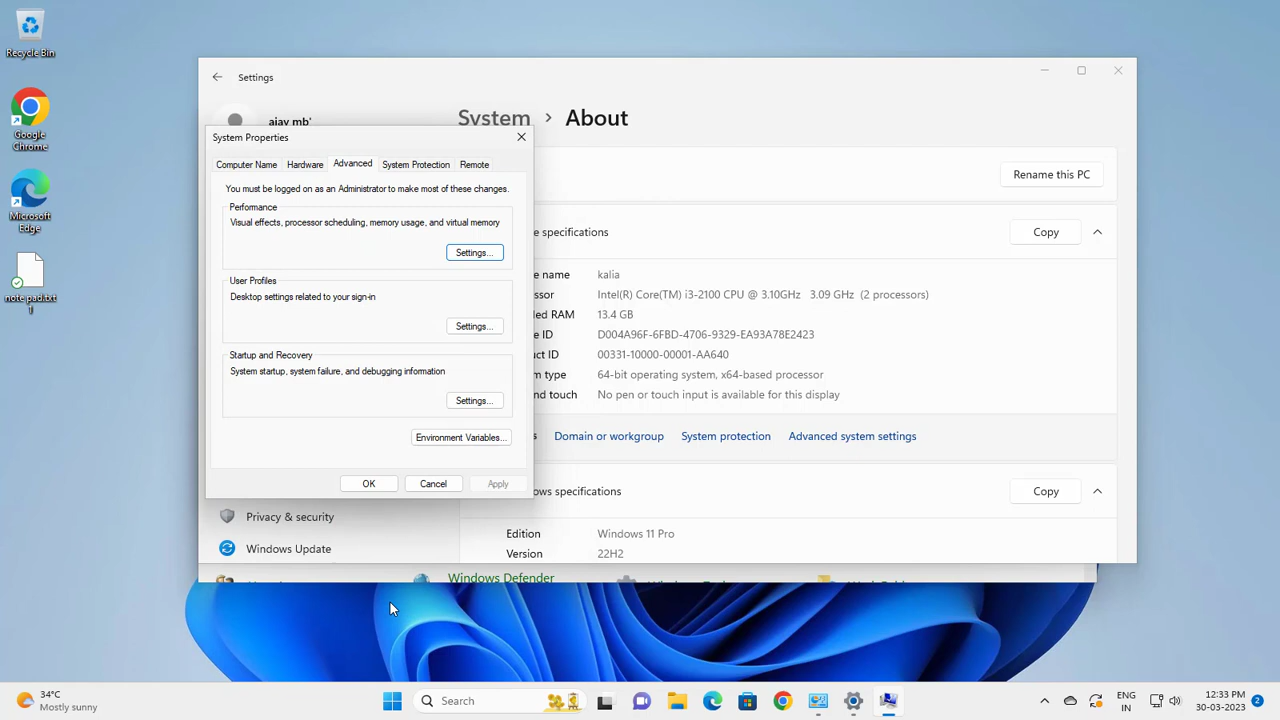 Recycle Bin
Google
Chrome
Microsoft
Edge
note pad.txt
Settings
ajay mb'
System > About
Rename this PC
System Properties
Computer Name Hardware Advanced System Protection Remote
You must be logged on as an Administrator to make most of these changes.
Performance
Visual effects, processor scheduling, memory usage, and virtual memory
Settings...
User Profiles
Desktop settings related to your sign-in
Settings...
Startup and Recovery
System startup, system failure, and debugging information
Settings...
Environment Variables...
OK Cancel Apply
specifications Copy
name kalia
Intel(R) Core(TM) i3-2100 CPU @ 3.10GHz 3.09 GHz (2 processors)
RAM 13.4 GB
ID D004A96F-6FBD-4706-9329-EA93A78E2423
ID 00331-10000-00001-AA640
type 64-bit operating system, x64-based processor
touch No pen or touch input is available for this display
Domain or workgroup System protection Advanced system settings
specifications Copy
Edition Windows 11 Pro
Version 22H2
Privacy & security
Windows Update
Windows Defender
34°C
Mostly sunny
Search
ENG
IN
12:33 PM
30-03-2023
2